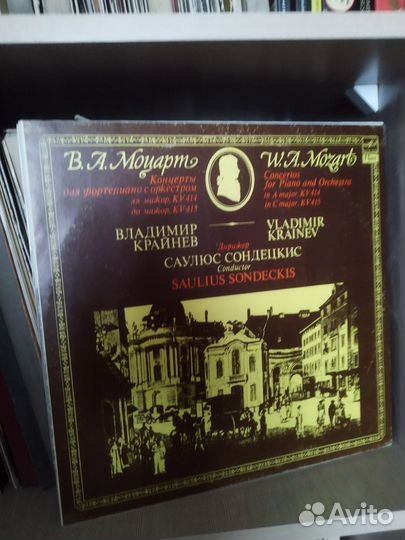 В. А. Моцарт
Концерты
для фортепиано с оркестром
ля мажор, KV 414
до мажор, KV 415
ВЛАДИМИР
КРАЙНЕВ
W. A. Mozart
Concertos
for Piano and Orchestra
in A major, KV 414
in C major, KV 415
VLADIMIR
KRAINEV
Дирижер
САУЛЮС СОНДЕЦКИС
Conductor
SAULIUS SONDECKIS
Avito